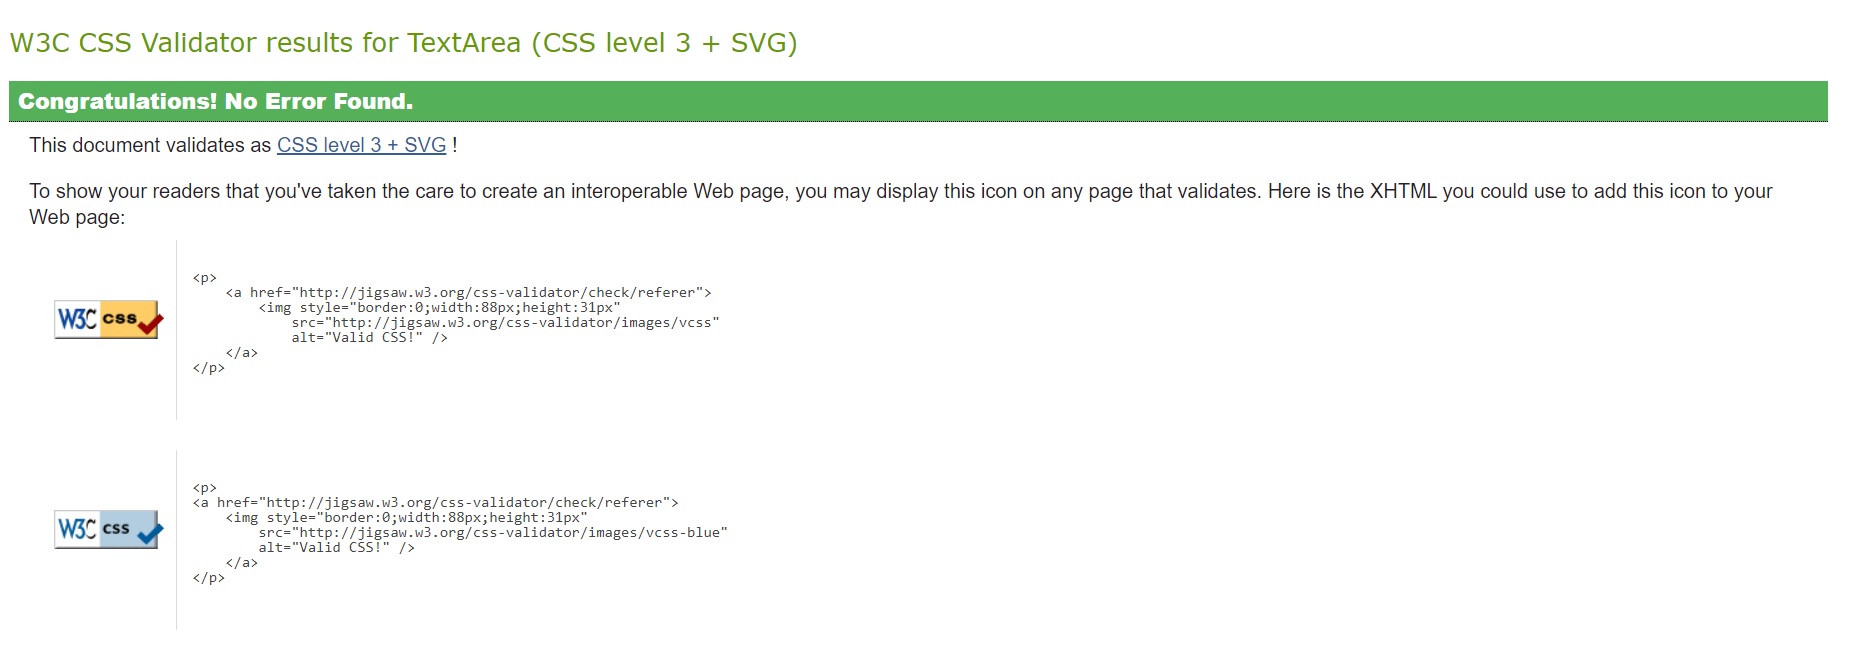 W3C CSS Validator results for TextArea (CSS level 3 + SVG)
Congratulations! No Error Found.
This document validates as CSS level 3 + SVG !
To show your readers that you've taken the care to create an interoperable Web page, you may display this icon on any page that validates. Here is the XHTML you could use to add this icon to your
Web page:
W3C css
<p>
    <a href="http://jigsaw.w3.org/css-validator/check/referer">
        <img style="border:0;width:88px;height:31px"
            src="http://jigsaw.w3.org/css-validator/images/vcss"
            alt="Valid CSS!" />
    </a>
</p>
W3C css
<p>
<a href="http://jigsaw.w3.org/css-validator/check/referer">
    <img style="border:0;width:88px;height:31px"
        src="http://jigsaw.w3.org/css-validator/images/vcss-blue"
        alt="Valid CSS!" />
    </a>
</p>